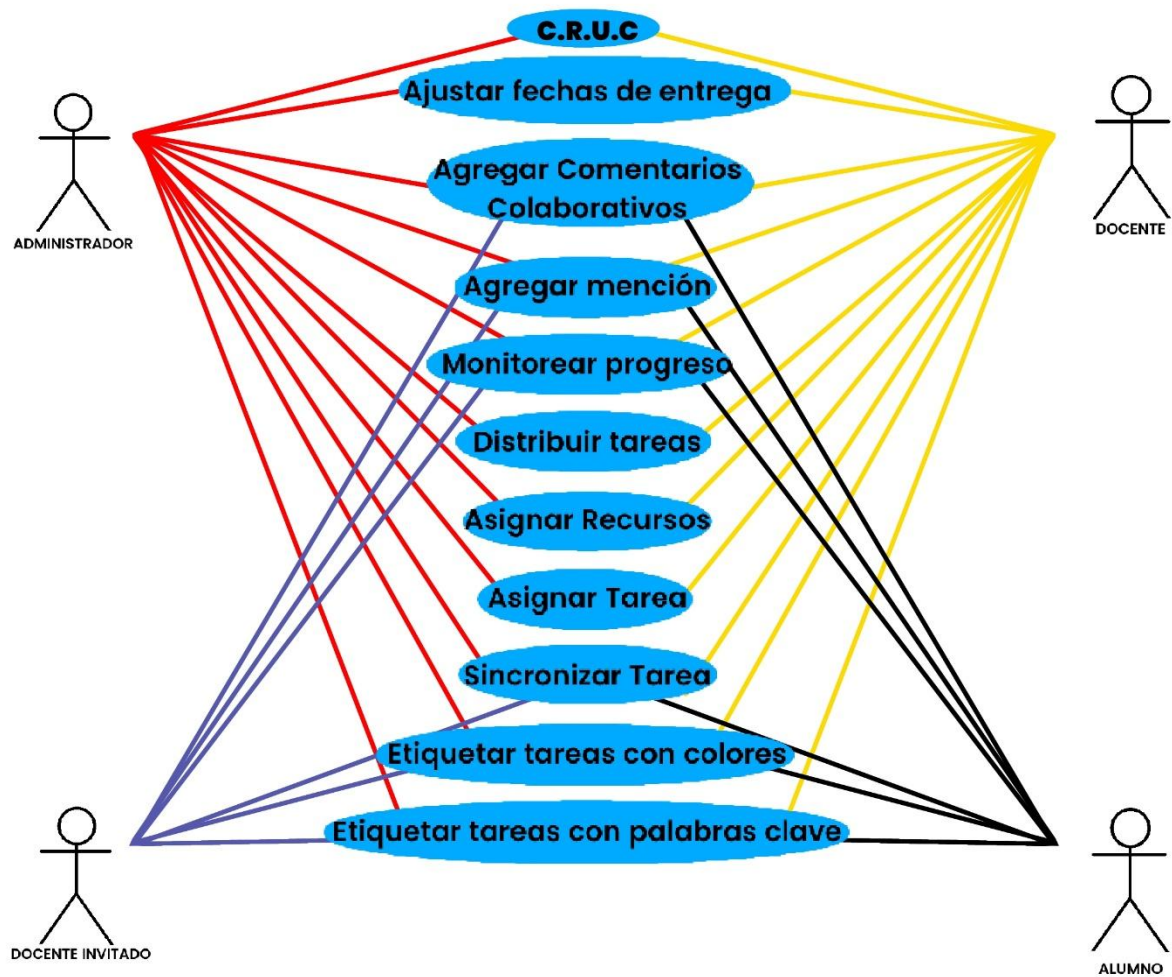 C.R.U.C
Ajustar fechas de entrega
Agregar Comentarios
Colaborativos
ADMINISTRADOR
DOCENTE
Agregar mención
Monitorear progreso
Distribuir tareas
Asignar Recursos
Asignar Tarea
Sincronizar Tarea
Etiquetar tareas con colores
Etiquetar tareas con palabras clave
DOCENTE INVITADO
ALUMNO